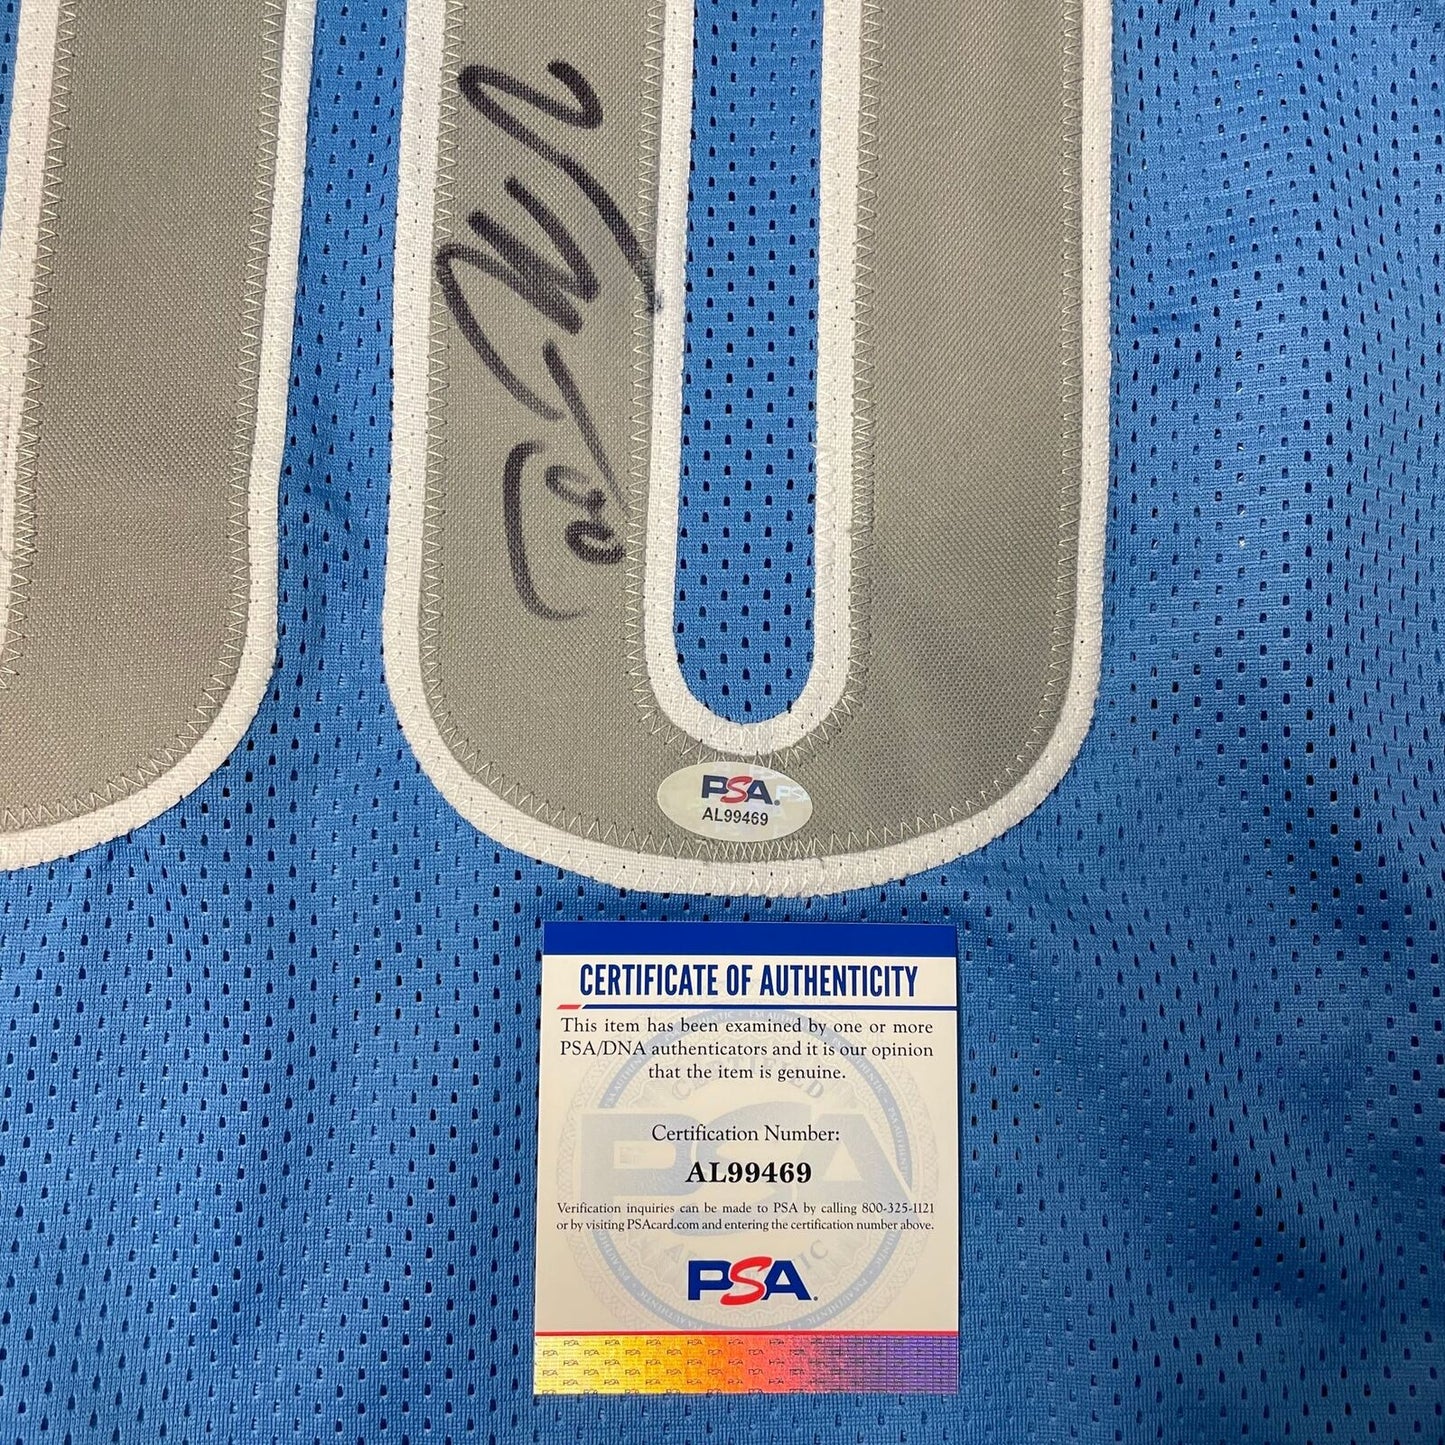 PSA PS
AL99469
CERTIFICATE OF AUTHENTICITY
This item has been examined by one or more
PSA/DNA authenticators and it is our opinion
that the item is genuine.
Certification Number:
AL99469
Verification inquiries can be made to PSA by calling 800-325-1121
or by visiting PSAcard.com and entering the certification number above.
PSA